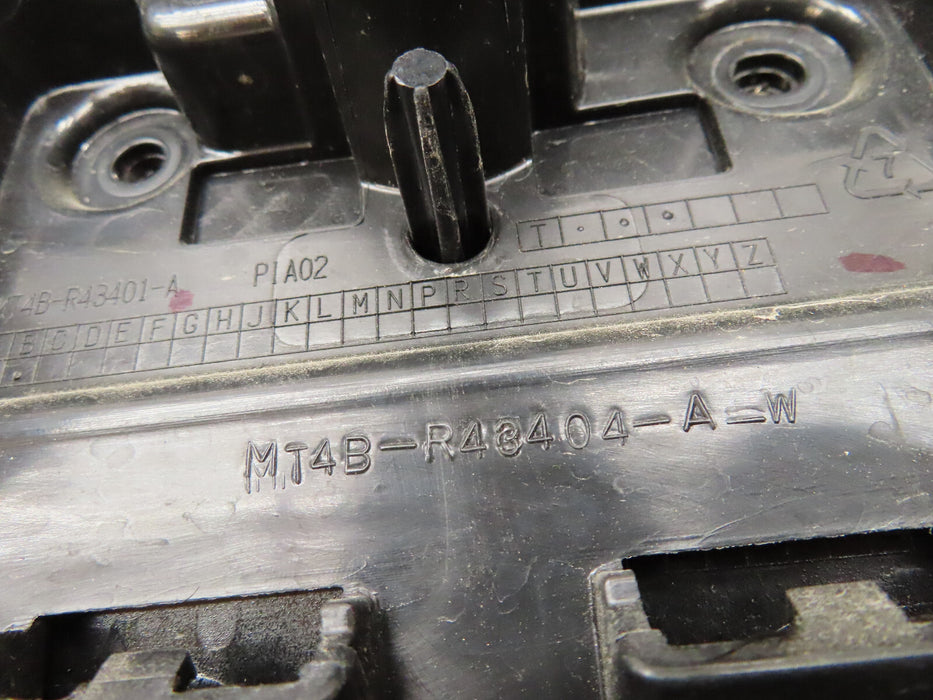 T
MT4B-R43401-A PIA02
B C D E F G H J K L M N P R S T U V W X Y Z
MT4B-R43404-A=W